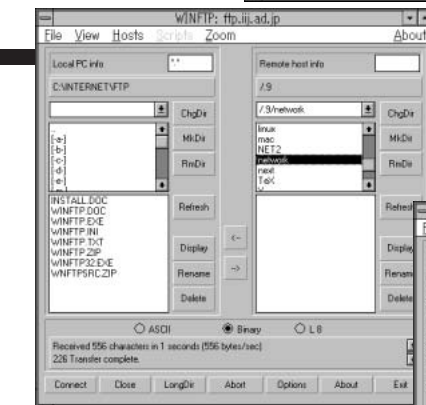 WINFTP: ftp.iij.ad.jp
File View Hosts Scripts Zoom About
Local PC info *.*
Remote host info
C:\INTERNET\FTP
/.9
ChgDir
/.9/network
ChgDir
..
[-a-]
[-b-]
[-c-]
[-d-]
[-e-]
MkDir
RmDir
linux
mac
NET2
network
next
TeX
MkDir
RmDir
INSTALL.DOC
WINFTP.DOC
WINFTP.EXE
WINFTP.INI
WINFTP.TXT
WINFTP.ZIP
WINFTP32.EXE
WNFTPSRC.ZIP
Refresh
Display
Rename
Delete
<--
-->
Refresh
Display
Renam
Delete
ASCII Binary L 8
Received 556 characters in 1 seconds (556 bytes/sec)
226 Transfer complete.
Connect Close LongDir Abort Options About Exit